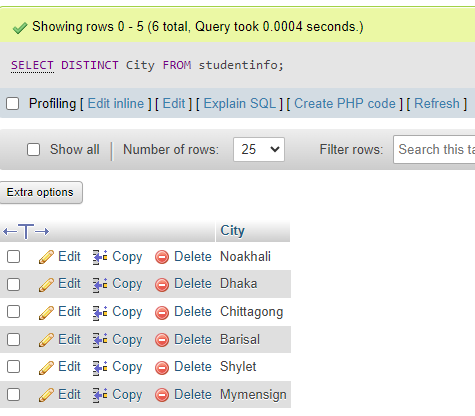 Showing rows 0 - 5 (6 total, Query took 0.0004 seconds.)
SELECT DISTINCT City FROM studentinfo;
Profiling [ Edit inline ] [ Edit ] [ Explain SQL ] [ Create PHP code ] [ Refresh ]
Show all Number of rows: 25 Filter rows: Search this ta
Extra options
City
Edit Copy Delete Noakhali
Edit Copy Delete Dhaka
Edit Copy Delete Chittagong
Edit Copy Delete Barisal
Edit Copy Delete Shylet
Edit Copy Delete Mymensign